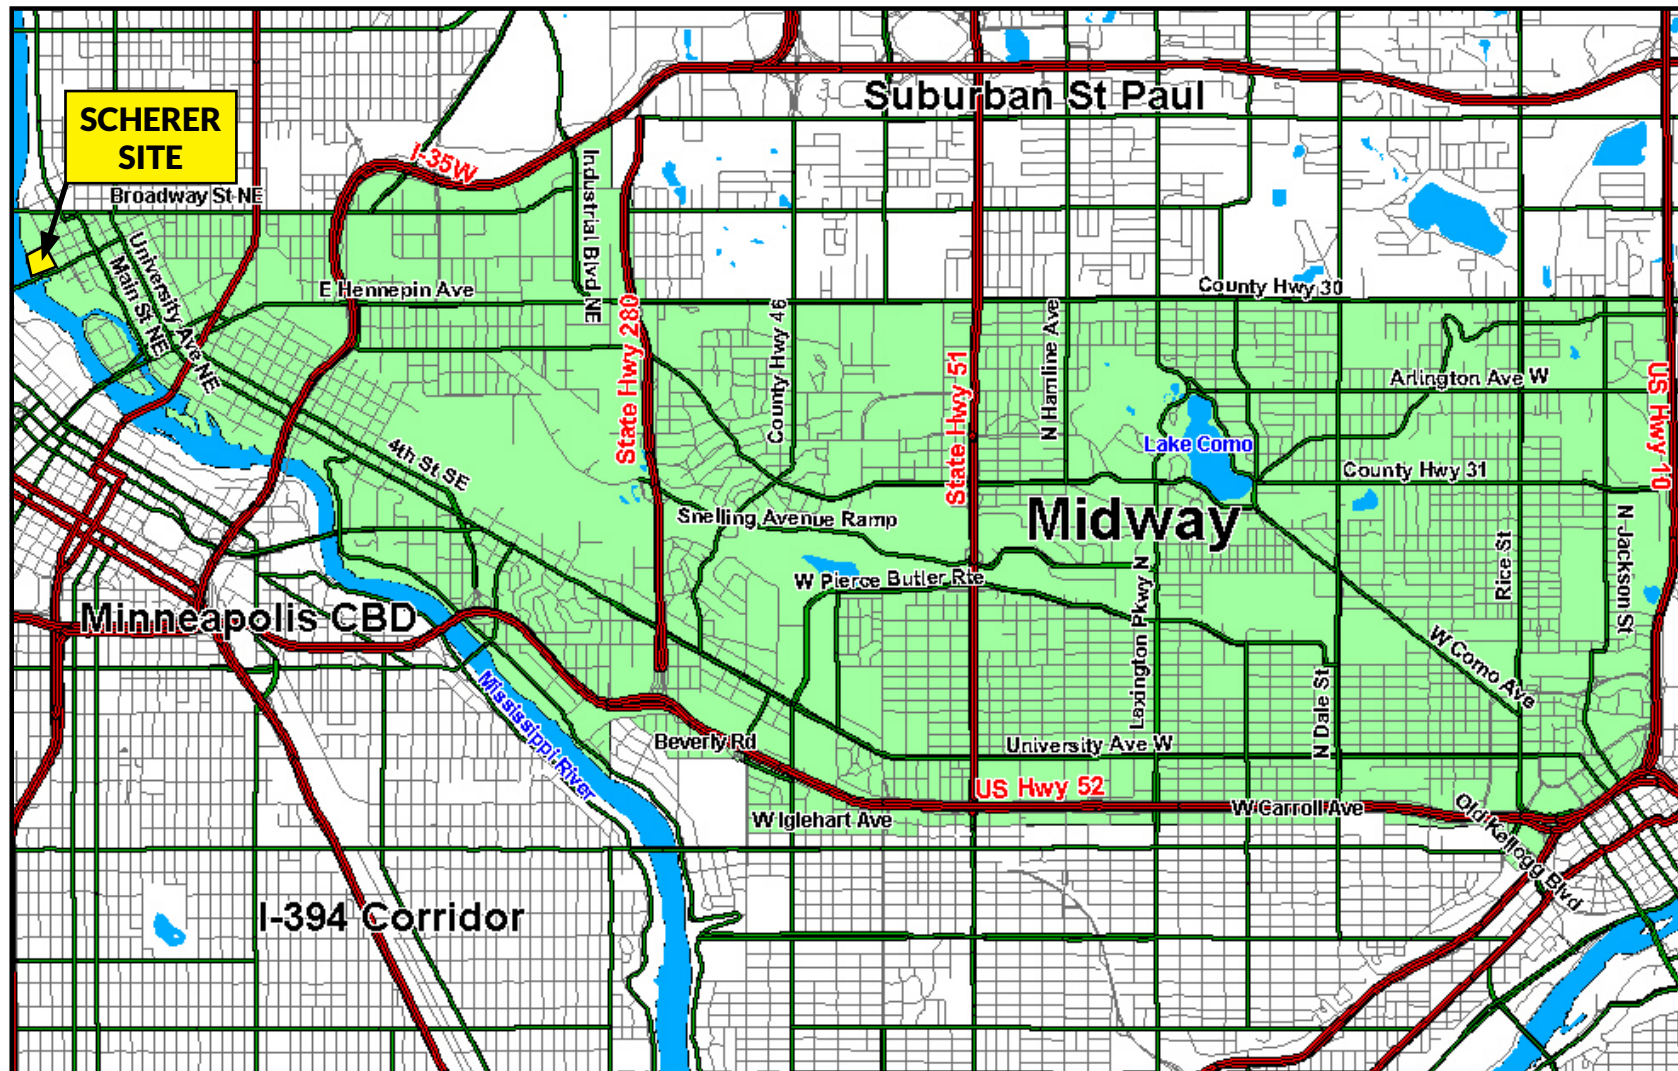 Suburban St Paul
SCHERER
SITE
I-35W
Industrial Blvd NE
Broadway St NE
University Ave NE
Main St NE
E Hennepin Ave
County Hwy 30
State Hwy 280
County Hwy 46
State Hwy 51
N Hamline Ave
Arlington Ave W
US Hwy 10
Lake Como
4th St SE
County Hwy 31
Snelling Avenue Ramp
Midway
Rice St
N Jackson St
W Pierce Butler Rte
Minneapolis CBD
Laxington Pkwy N
W Como Ave
N Dale St
Mississippi River
Beverly Rd
University Ave W
US Hwy 52
W Carroll Ave
W Iglehart Ave
Old Kellogg Blvd
I-394 Corridor